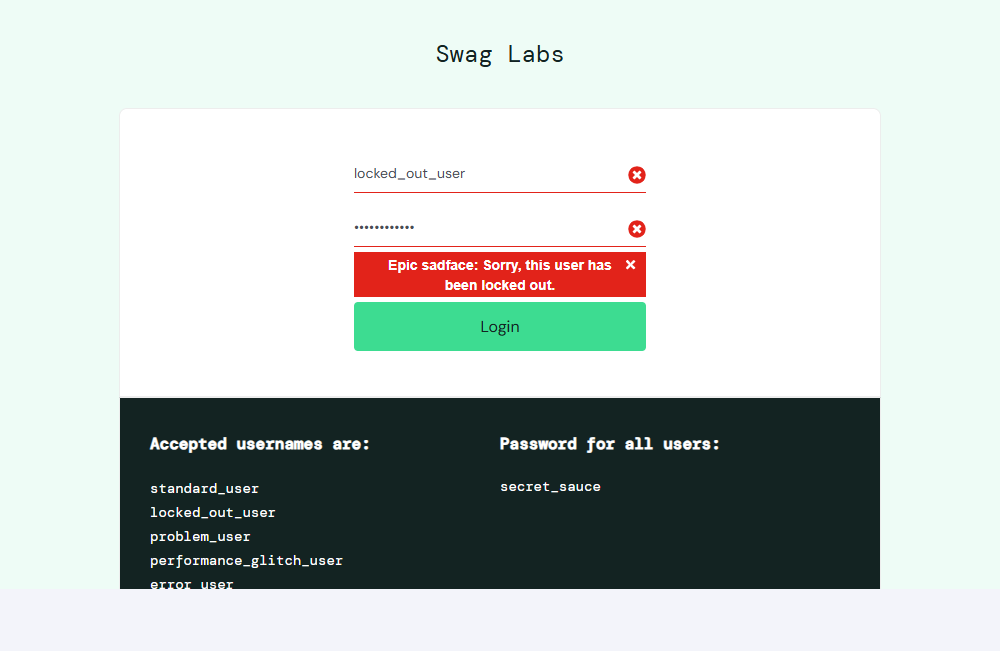 Swag Labs
locked_out_user
••••••••••••
Epic sadface: Sorry, this user has
been locked out.
Login
Accepted usernames are:
standard_user
locked_out_user
problem_user
performance_glitch_user
error_user
Password for all users:
secret_sauce